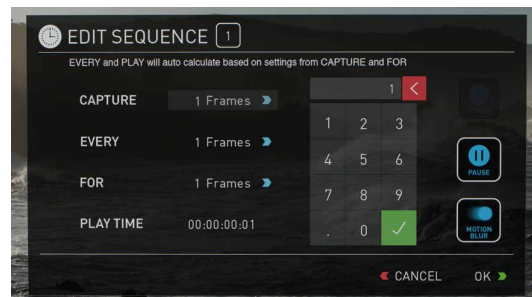 EDIT SEQUENCE 1
EVERY and PLAY will auto calculate based on settings from CAPTURE and FOR
CAPTURE 1 Frames
EVERY 1 Frames
FOR 1 Frames
PLAY TIME 00:00:00:01
1 <
1 2 3
4 5 6
7 8 9
. 0
PAUSE
MOTION
BLUR
CANCEL OK